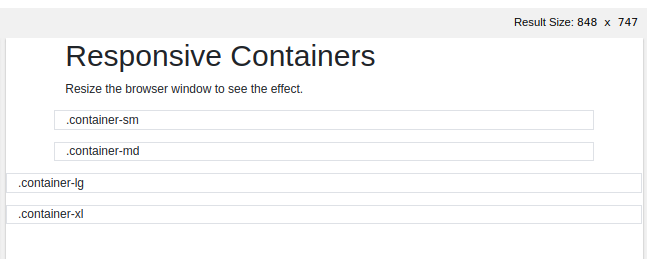 Result Size: 848 x 747
Responsive Containers
Resize the browser window to see the effect.
.container-sm
.container-md
.container-lg
.container-xl